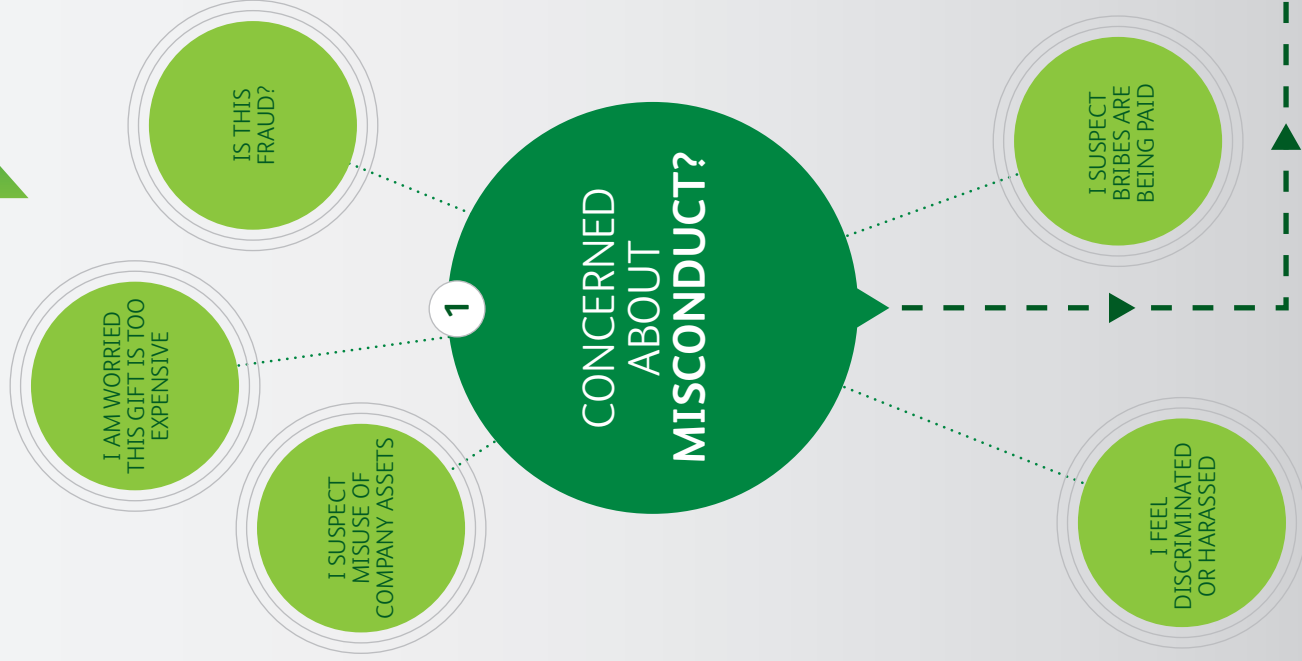 1
CONCERNED
ABOUT
MISCONDUCT?
I AM WORRIED
THIS GIFT IS TOO
EXPENSIVE
IS THIS
FRAUD?
I SUSPECT
MISUSE OF
COMPANY ASSETS
I SUSPECT
BRIBES ARE
BEING PAID
I FEEL
DISCRIMINATED
OR HARASSED